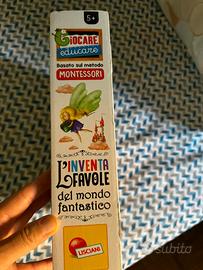 5+
GIOCARE
educare
Basato sul metodo
MONTESSORI
L'INVENTA
FAVOLE
del mondo
fantastico
LISCIANI
subito